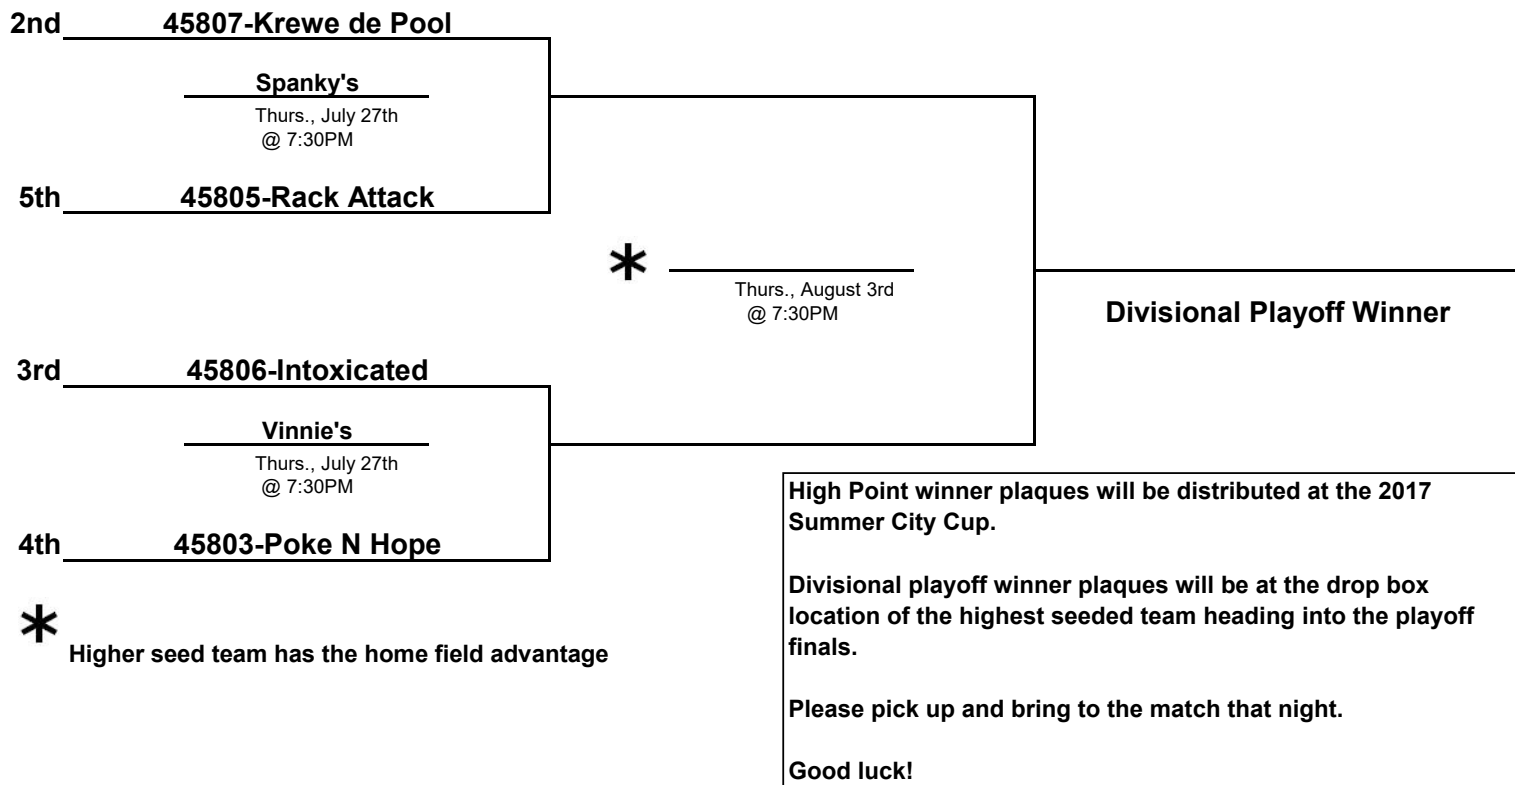 2nd 45807-Krewe de Pool
Spanky's
Thurs., July 27th
@ 7:30PM
5th 45805-Rack Attack
* 
Thurs., August 3rd
@ 7:30PM
Divisional Playoff Winner
3rd 45806-Intoxicated
Vinnie's
Thurs., July 27th
@ 7:30PM
4th 45803-Poke N Hope
* Higher seed team has the home field advantage
High Point winner plaques will be distributed at the 2017
Summer City Cup.
Divisional playoff winner plaques will be at the drop box
location of the highest seeded team heading into the playoff
finals.
Please pick up and bring to the match that night.
Good luck!